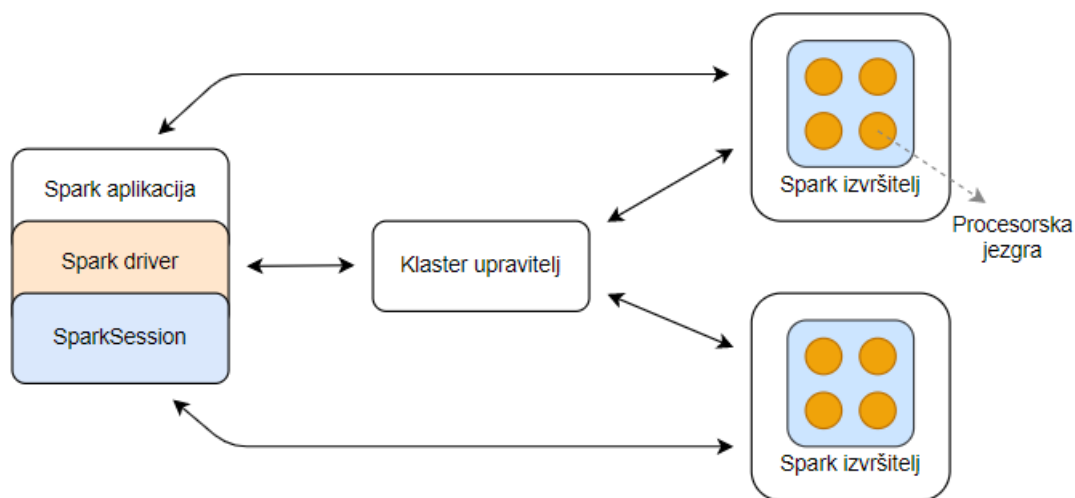 Spark aplikacija
Spark driver
SparkSession
Klaster upravitelj
Spark izvršitelj
Procesorska
jezgra
Spark izvršitelj